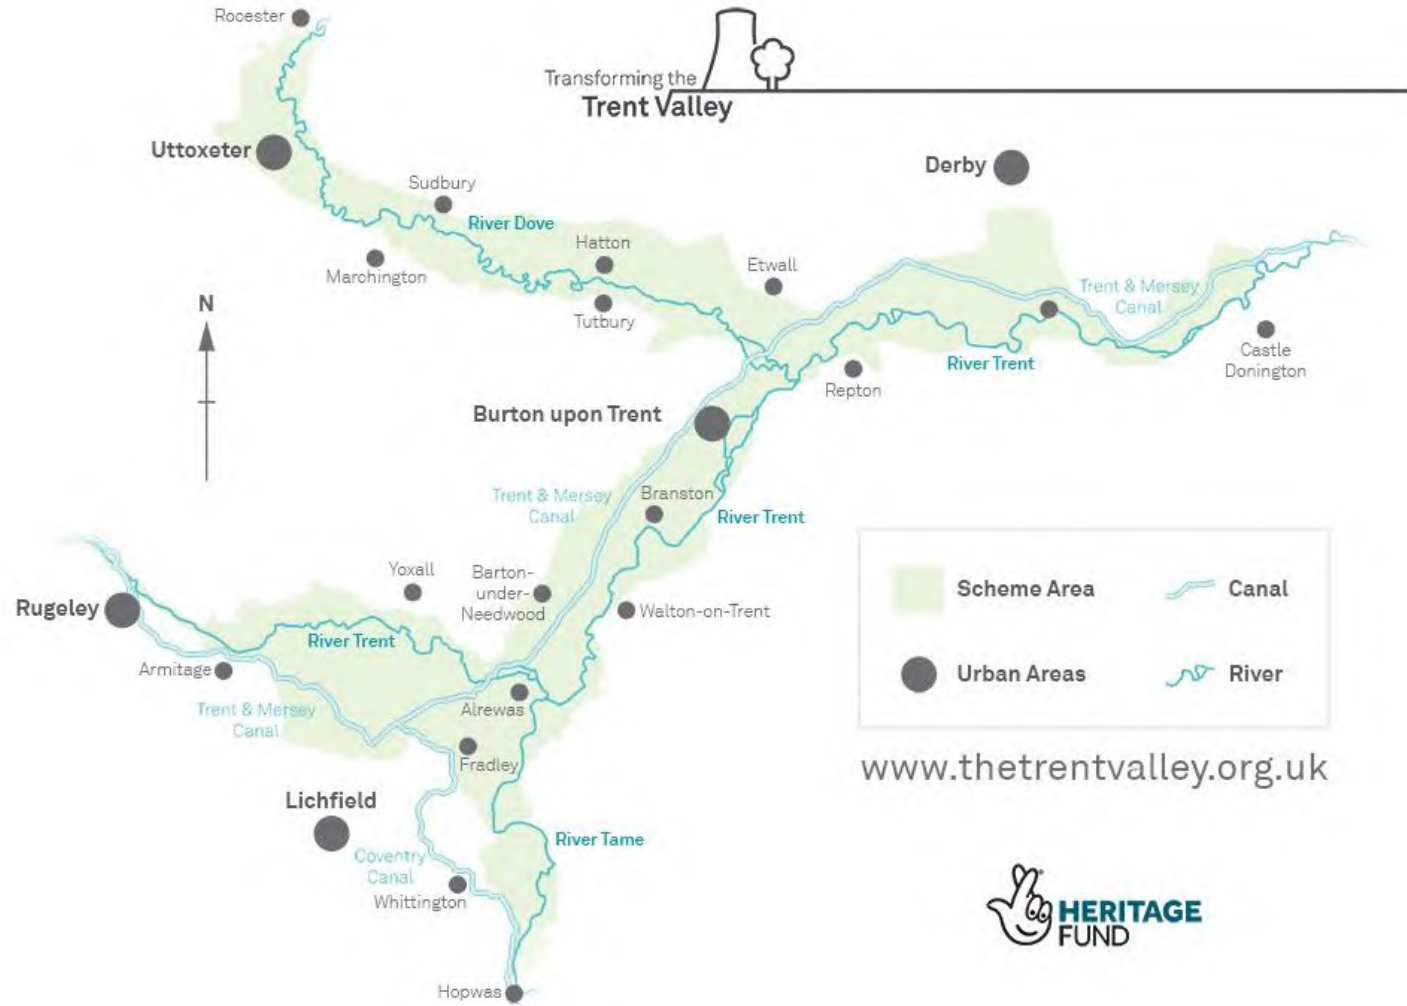 Rocester
Transforming the
Trent Valley
Uttoxeter
Derby
Sudbury
River Dove
Hatton
Etwall
Marchington
Trent & Mersey
Canal
N
Tutbury
Castle
Donington
River Trent
Repton
Burton upon Trent
Trent & Mersey
Canal
Branston
River Trent
Yoxall
Barton-
under-
Needwood
Rugeley
Walton-on-Trent
River Trent
Armitage
Trent & Mersey
Canal
Alrewas
Fradley
Lichfield
Coventry
Canal
Whittington
River Tame
Hopwas
Scheme Area
Canal
Urban Areas
River
www.thetrentvalley.org.uk
HERITAGE
FUND